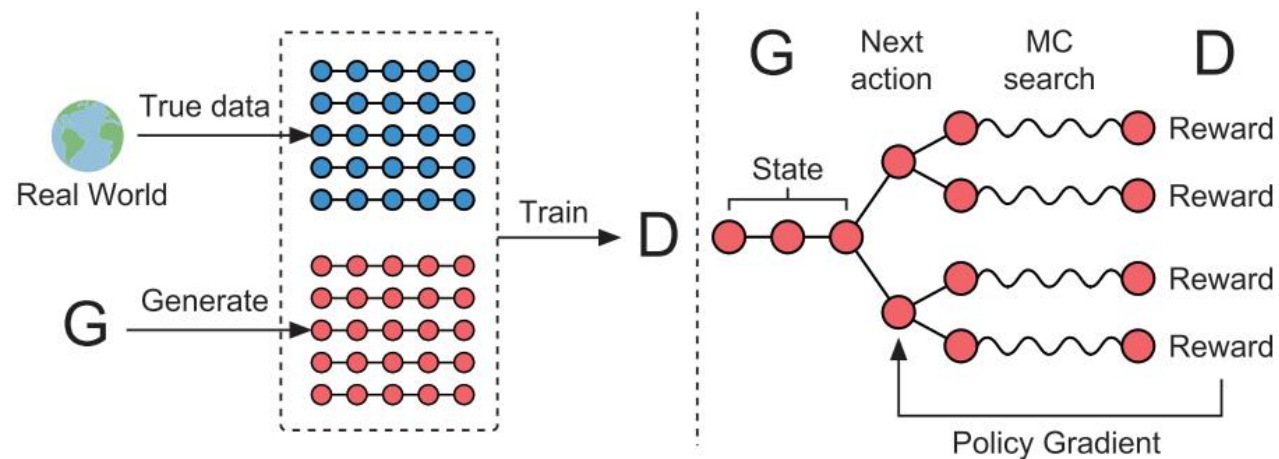 True data
Real World
G
Generate
Train
D
G
Next
action
MC
search
D
State
Reward
Reward
Reward
Reward
Policy Gradient